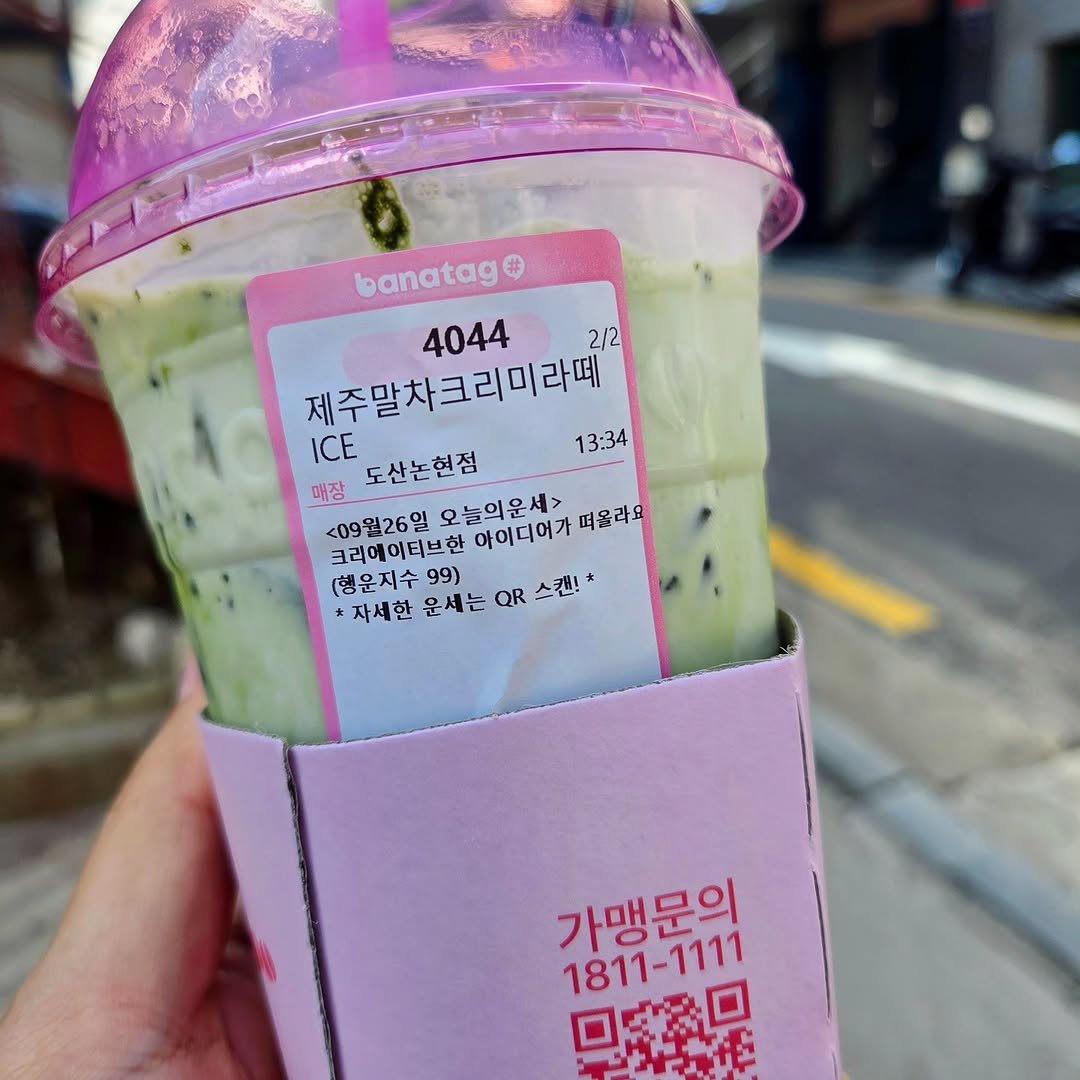 banatag#
4044
2/2
제주말차크리미라떼
ICE
13:34
매장 도산논현점
<09월26일 오늘의운세>
크리에이티브한 아이디어가 떠올라요
(행운지수 99)
* 자세한 운세는 QR 스캔! *
가맹문의
1811-1111